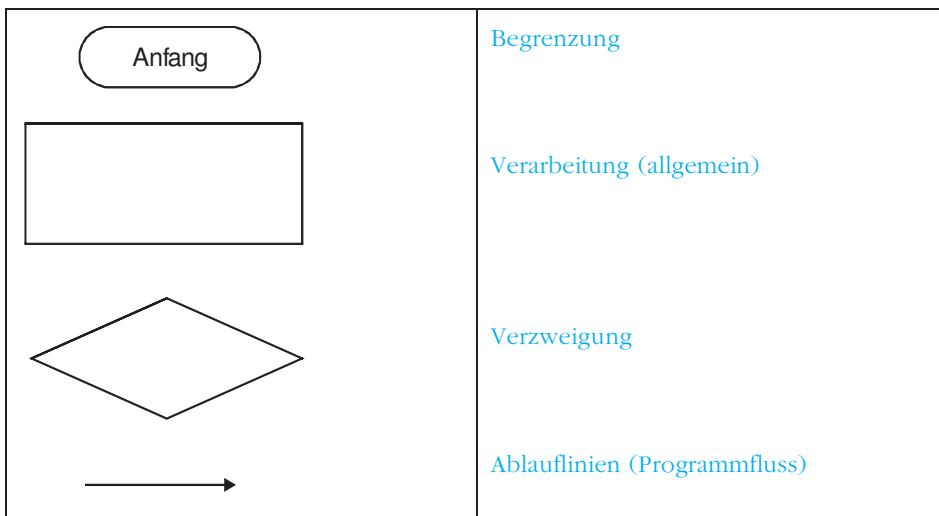 Anfang
Begrenzung
Verarbeitung (allgemein)
Verzweigung
Ablauflinien (Programmfluss)